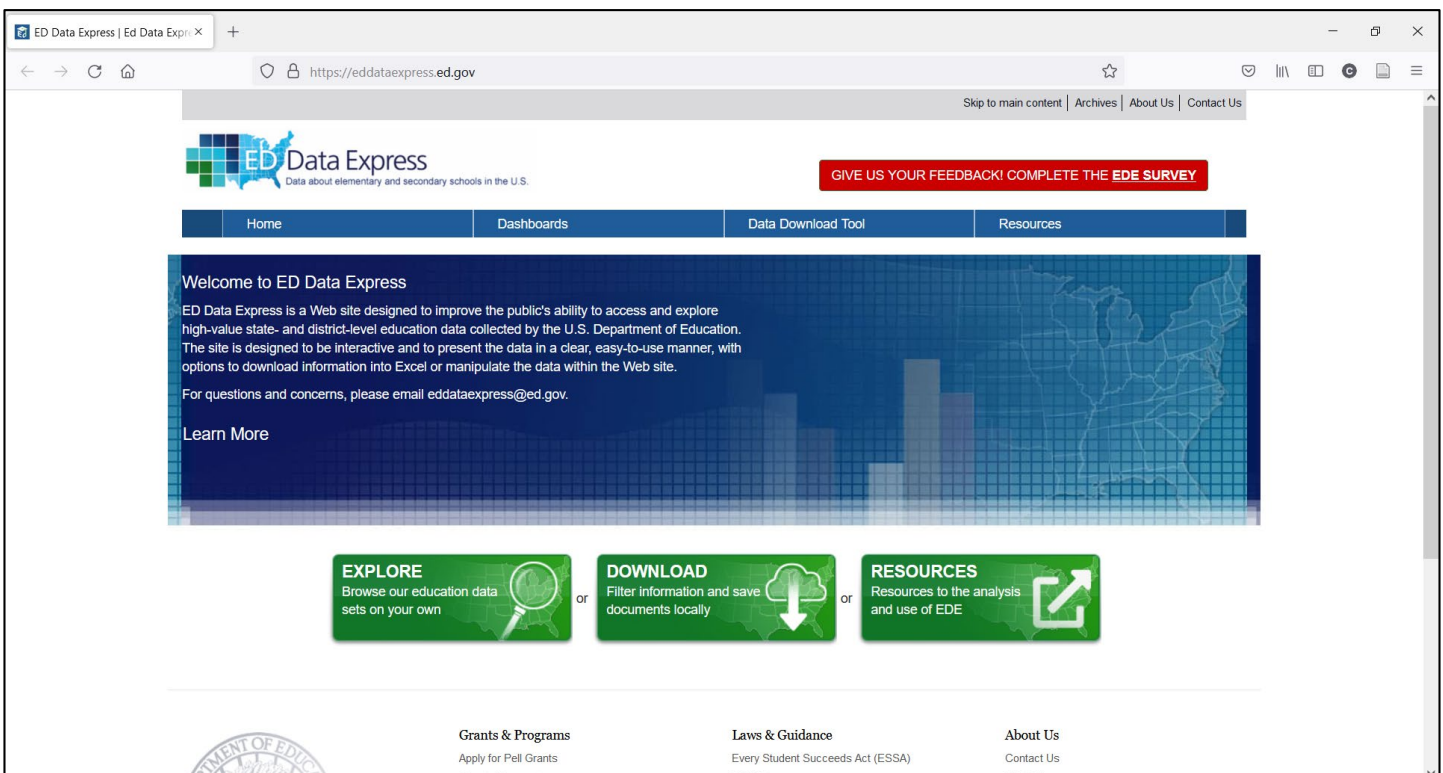 ED Data Express | Ed Data Expre
https://eddataexpress.ed.gov
Skip to main content | Archives | About Us | Contact Us
ED Data Express
Data about elementary and secondary schools in the U.S.
GIVE US YOUR FEEDBACK! COMPLETE THE EDE SURVEY
Home Dashboards Data Download Tool Resources
Welcome to ED Data Express
ED Data Express is a Web site designed to improve the public's ability to access and explore
high-value state- and district-level education data collected by the U.S. Department of Education.
The site is designed to be interactive and to present the data in a clear, easy-to-use manner, with
options to download information into Excel or manipulate the data within the Web site.
For questions and concerns, please email eddataexpress@ed.gov.
Learn More
EXPLORE
Browse our education data
sets on your own
or
DOWNLOAD
Filter information and save
documents locally
or
RESOURCES
Resources to the analysis
and use of EDE
Grants & Programs
Apply for Pell Grants
Laws & Guidance
Every Student Succeeds Act (ESSA)
About Us
Contact Us